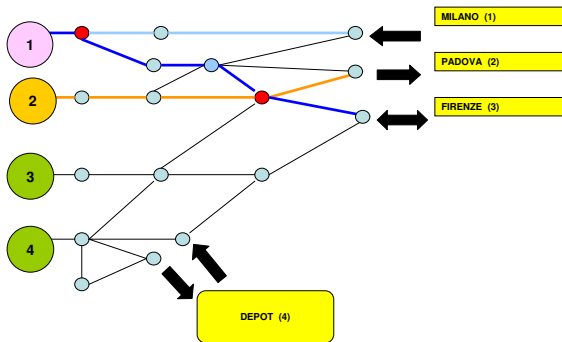 MILANO (1)
1
PADOVA (2)
2
FIRENZE (3)
3
4
DEPOT (4)